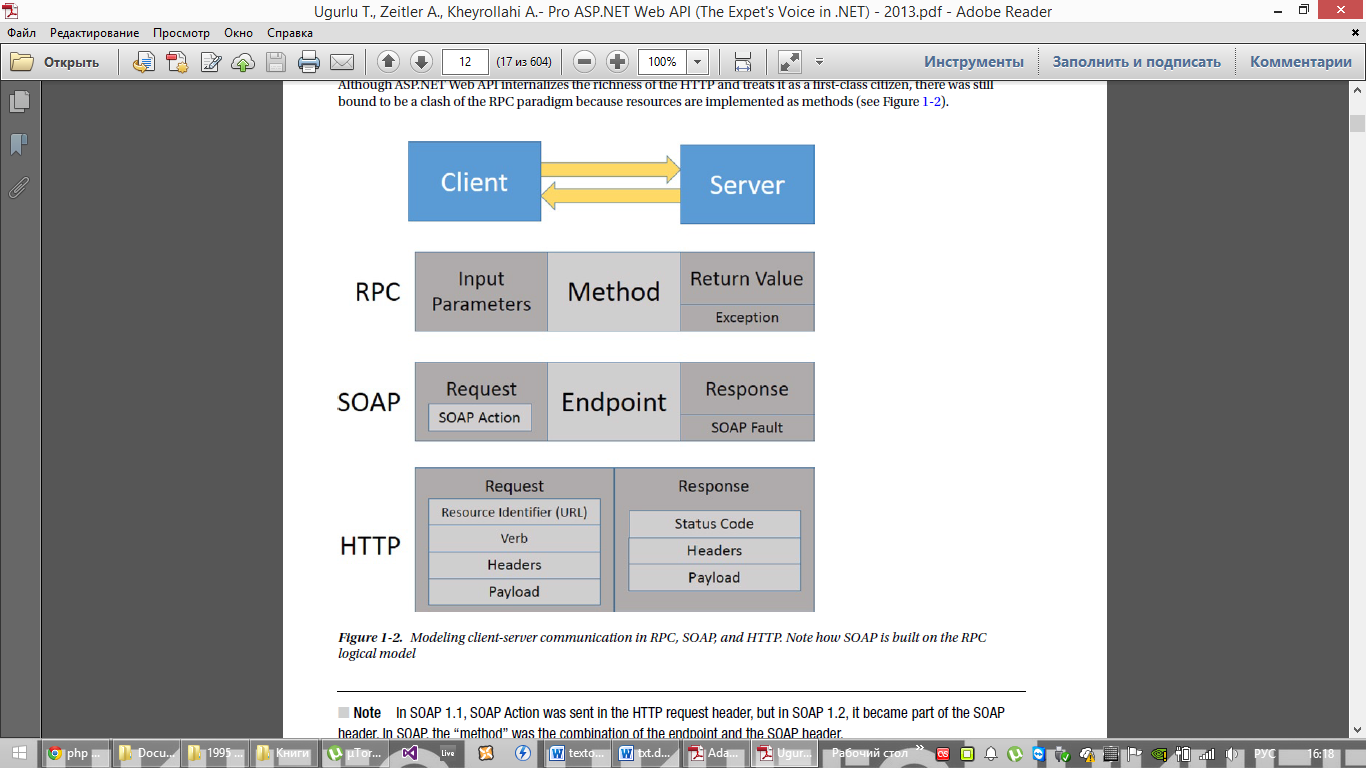 Ugurlu T., Zeitler A., Kheyrollahi A.- Pro ASP.NET Web API (The Expet's Voice in .NET) - 2013.pdf - Adobe Reader
Файл Редактирование Просмотр Окно Справка
Открыть 12 (17 из 604) 100% Инструменты Заполнить и подписать Комментарии
Although ASP.NET Web API internalizes the richness of the HTTP and treats it as a first-class citizen, there was still
bound to be a clash of the RPC paradigm because resources are implemented as methods (see Figure 1-2).
Client Server
RPC Input Parameters Method Return Value
Exception
SOAP Request Endpoint Response
SOAP Action SOAP Fault
HTTP
Request
Resource Identifier (URL)
Verb
Headers
Payload
Response
Status Code
Headers
Payload
Figure 1-2. Modeling client-server communication in RPC, SOAP, and HTTP. Note how SOAP is built on the RPC
logical model
Note In SOAP 1.1, SOAP Action was sent in the HTTP request header, but in SOAP 1.2, it became part of the SOAP
header. In SOAP, the “method” was the combination of the endpoint and the SOAP header.
php ... Docu... 1995 ... Книги µTor... Live texto... txt.d... Ada... Ugur... Рабочий стол » РУС 16:18